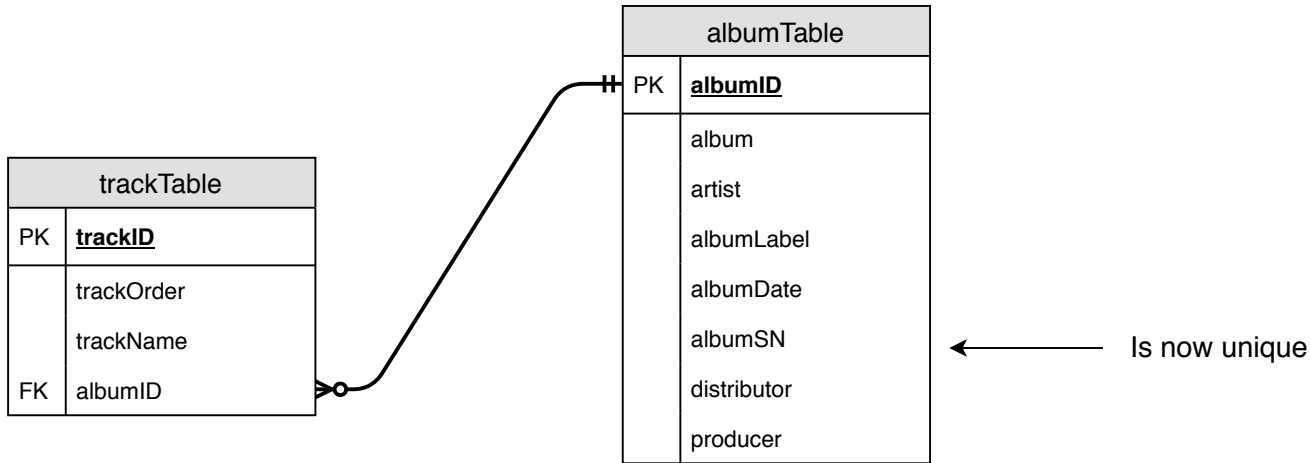 albumTable
PK albumID
album
artist
albumLabel
albumDate
albumSN
distributor
producer
trackTable
PK trackID
trackOrder
trackName
FK albumID
Is now unique